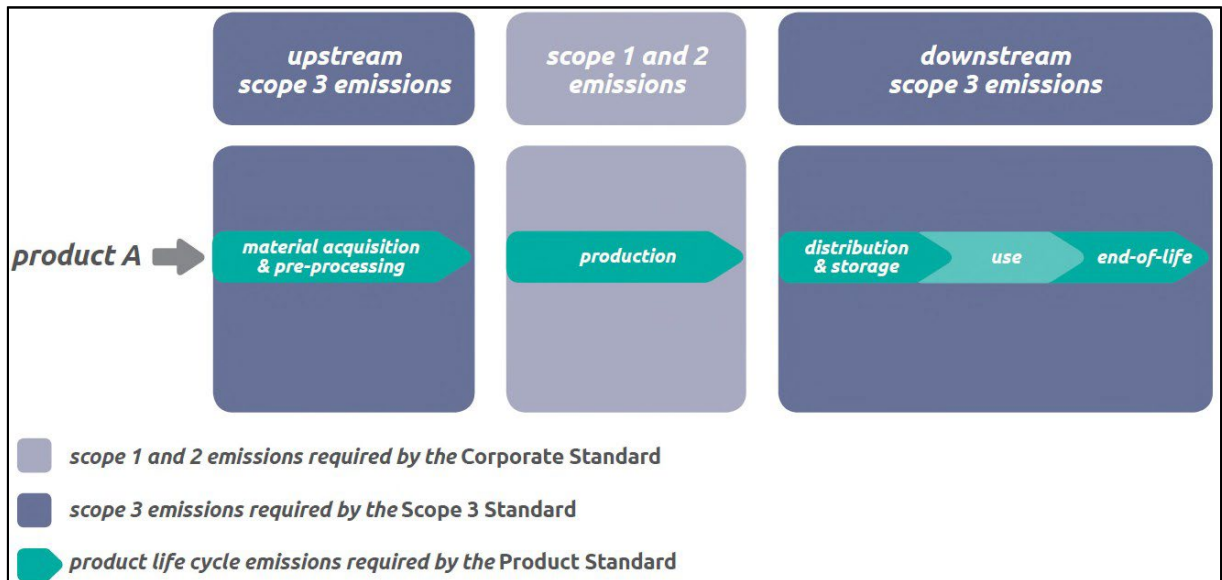 upstream
scope 3 emissions
scope 1 and 2
emissions
downstream
scope 3 emissions
product A
material acquisition
& pre-processing
production
distribution
& storage
use
end-of-life
scope 1 and 2 emissions required by the Corporate Standard
scope 3 emissions required by the Scope 3 Standard
product life cycle emissions required by the Product Standard